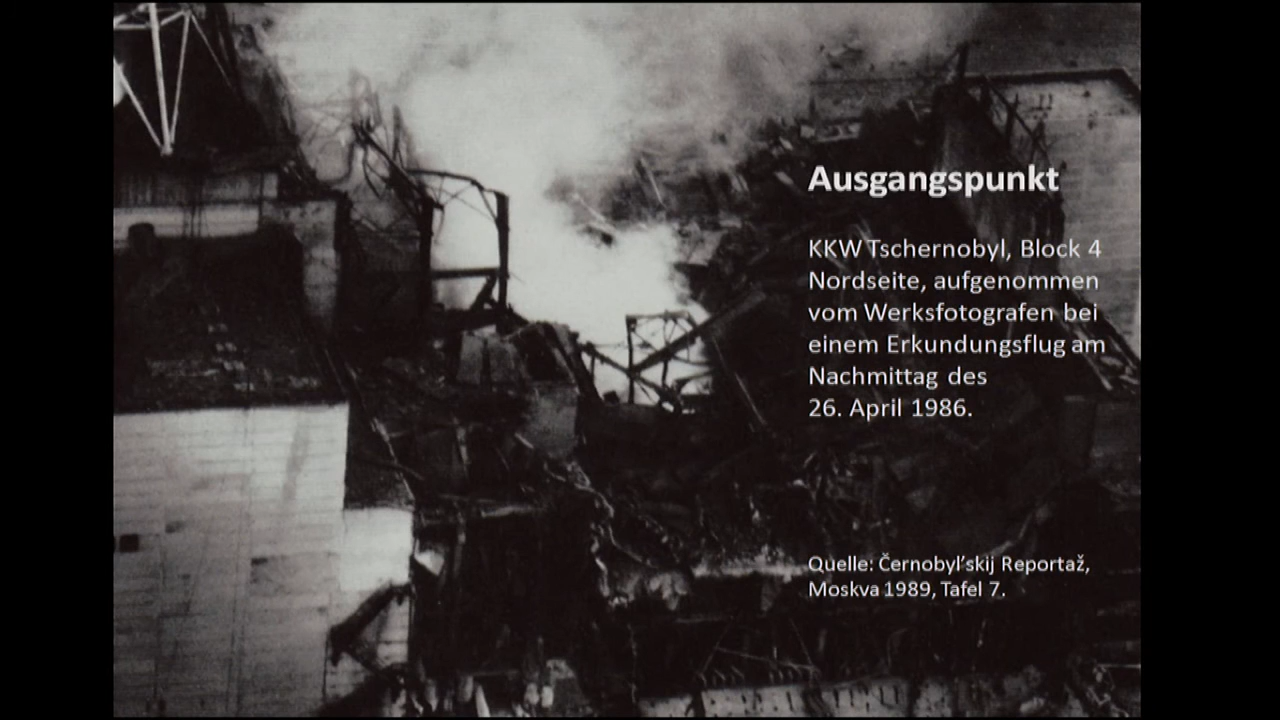 Ausgangspunkt
KKW Tschernobyl, Block 4
Nordseite, aufgenommen
vom Werksfotografen bei
einem Erkundungsflug am
Nachmittag des
26. April 1986.
Quelle: Černobyl’skij Reportaž,
Moskva 1989, Tafel 7.